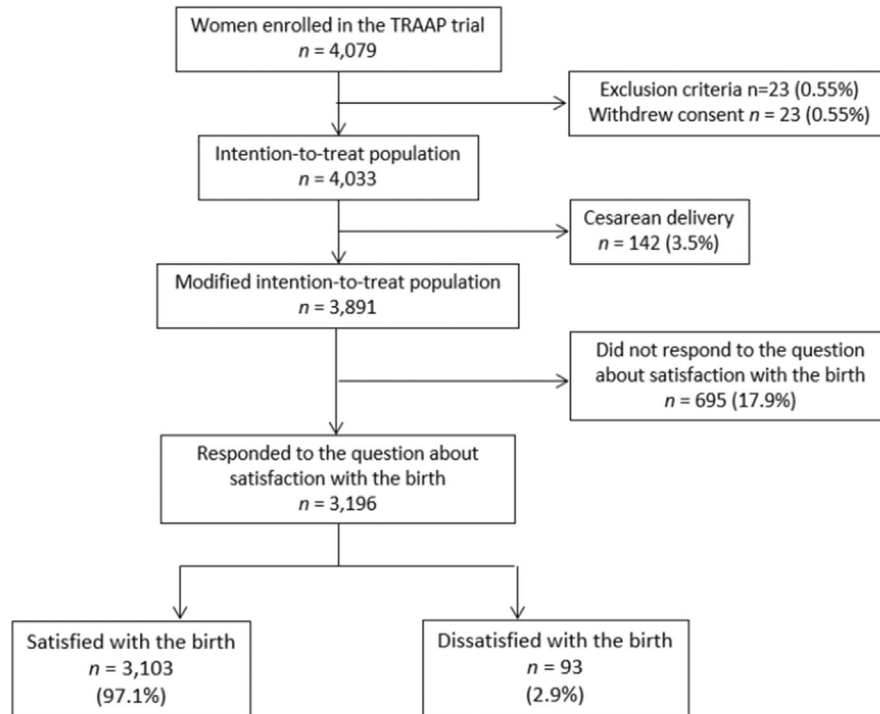 Women enrolled in the TRAAP trial
n = 4,079
Exclusion criteria n=23 (0.55%)
Withdrew consent n = 23 (0.55%)
Intention-to-treat population
n = 4,033
Cesarean delivery
n = 142 (3.5%)
Modified intention-to-treat population
n = 3,891
Did not respond to the question
about satisfaction with the birth
n = 695 (17.9%)
Responded to the question about
satisfaction with the birth
n = 3,196
Satisfied with the birth
n = 3,103
(97.1%)
Dissatisfied with the birth
n = 93
(2.9%)